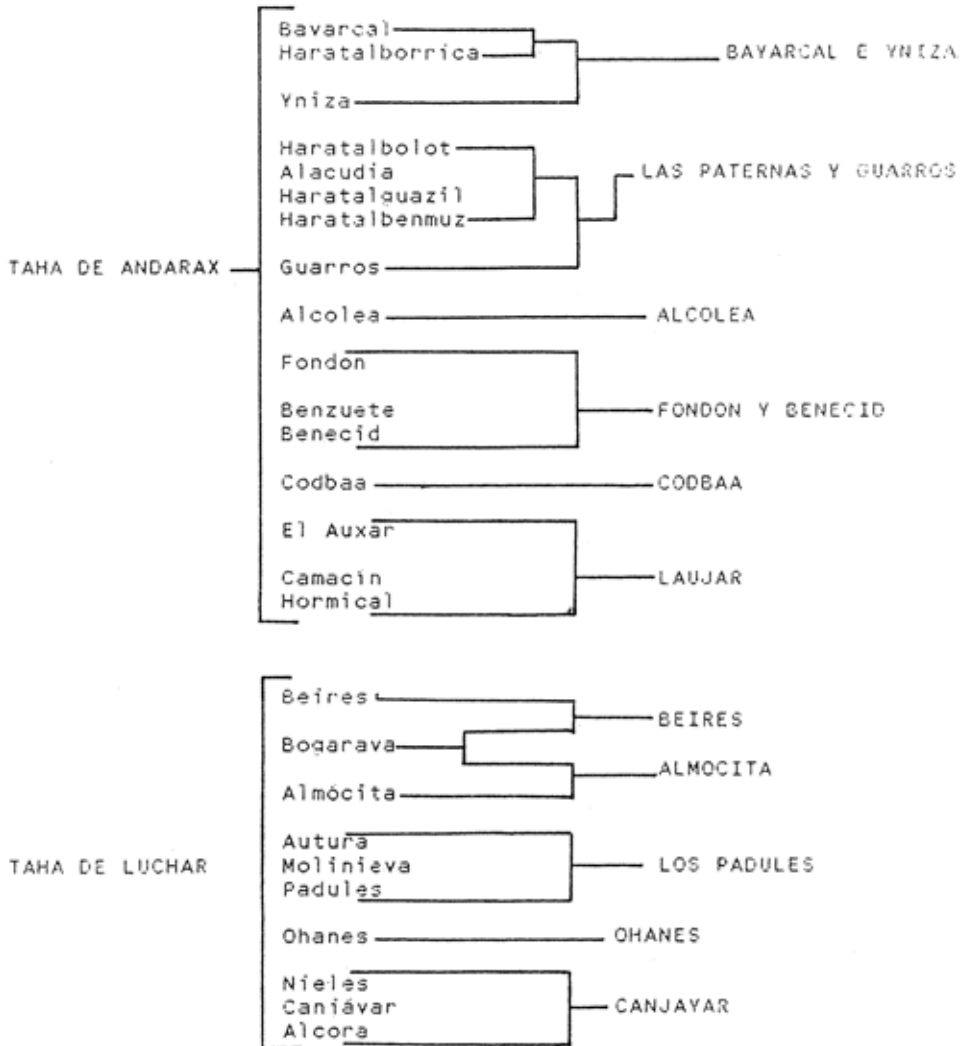 Bayarcal
Haratalborrica
BAYARCAL E YNIZA
Yniza
Haratalbolot
Alacudia
LAS PATERNAS Y GUARROS
Haratalguazil
Haratalbenmuz
TAHA DE ANDARAX
Guarros
Alcolea
ALCOLEA
Fondon
Benzuete
FONDON Y BENECID
Benecid
Codbaa
CODBAA
El Auxar
Camacin
LAUJAR
Hormical
Beires
BEIRES
Bogarava
ALMOCITA
Almócita
Autura
TAHA DE LUCHAR
Molinieva
LOS PADULES
Padules
Ohanes
OHANES
Nieles
Canjáyar
CANJAYAR
Alcora